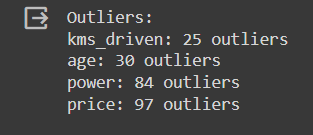 Outliers:
kms_driven: 25 outliers
age: 30 outliers
power: 84 outliers
price: 97 outliers